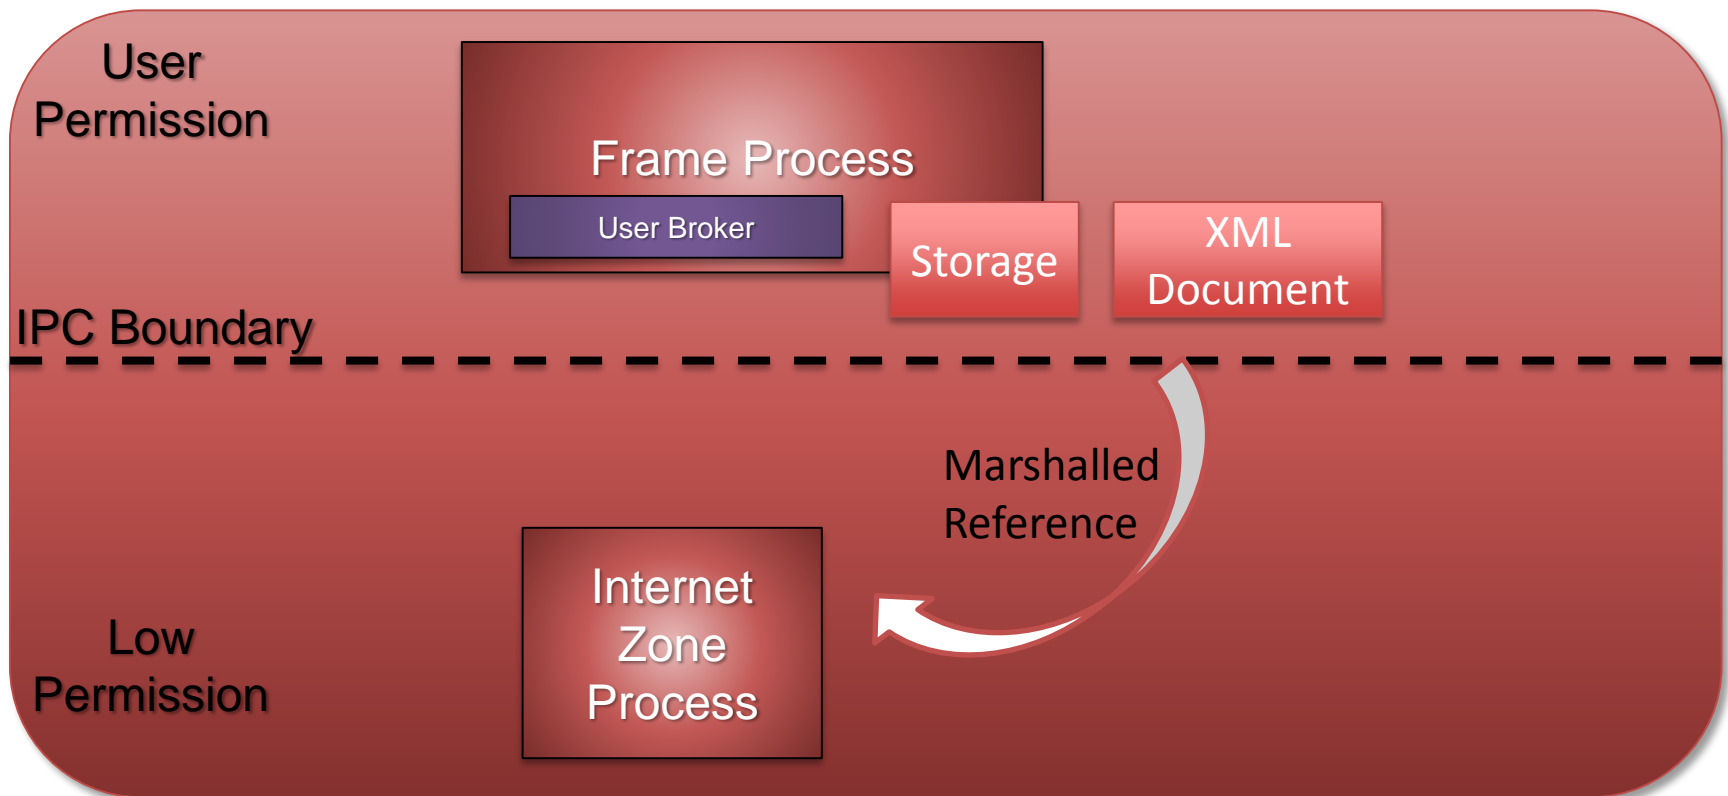 User
Permission
Frame Process
User Broker
Storage
XML
Document
IPC Boundary
Marshalled
Reference
Internet
Zone
Process
Low
Permission